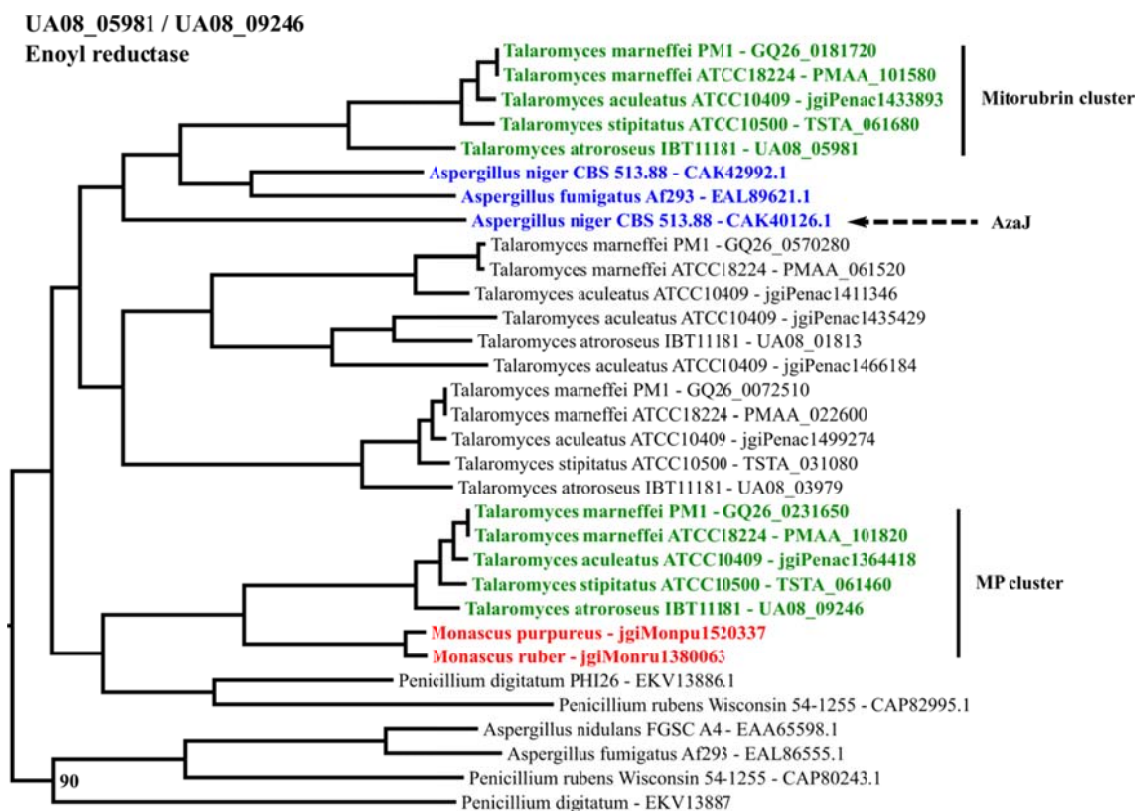 UA08_05981 / UA08_09246
Enoyl reductase
Talaromyces marneffei PM1 - GQ26_0181720
Talaromyces marneffei ATCC18224 - PMAA_101580
Talaromyces aculeatus ATCC10409 - jgiPenac1433893
Mitorubrin cluster
Talaromyces stipitatus ATCC10500 - TSTA_061680
Talaromyces atroroseus IBT11181 - UA08_05981
Aspergillus niger CBS 513.88 - CAK42992.1
Aspergillus fumigatus Af293 - EAL89621.1
Aspergillus niger CBS 513.88 - CAK40126.1
AzaJ
Talaromyces marneffei PM1 - GQ26_0570280
Talaromyces marneffei ATCC18224 - PMAA_061520
Talaromyces aculeatus ATCC10409 - jgiPenac1411346
Talaromyces aculeatus ATCC10409 - jgiPenac1435429
Talaromyces atroroseus IBT11181 - UA08_01813
Talaromyces aculeatus ATCC10409 - jgiPenac1466184
Talaromyces marneffei PM1 - GQ26_0072510
Talaromyces marneffei ATCC18224 - PMAA_022600
Talaromyces aculeatus ATCC10409 - jgiPenac1499274
Talaromyces stipitatus ATCC10500 - TSTA_031080
Talaromyces atroroseus IBT11181 - UA08_03979
Talaromyces marneffei PM1 - GQ26_0231650
Talaromyces marneffei ATCC18224 - PMAA_101820
Talaromyces aculeatus ATCC10409 - jgiPenac1364418
MP cluster
Talaromyces stipitatus ATCC10500 - TSTA_061460
Talaromyces atroroseus IBT11181 - UA08_09246
Monascus purpureus - jgiMonpu1520337
Monascus ruber - jgiMonru1380063
Penicillium digitatum PHI26 - EKV13886.1
Penicillium rubens Wisconsin 54-1255 - CAP82995.1
Aspergillus nidulans FGSC A4 - EAA65598.1
Aspergillus fumigatus Af293 - EAL86555.1
90
Penicillium rubens Wisconsin 54-1255 - CAP80243.1
Penicillium digitatum - EKV13887